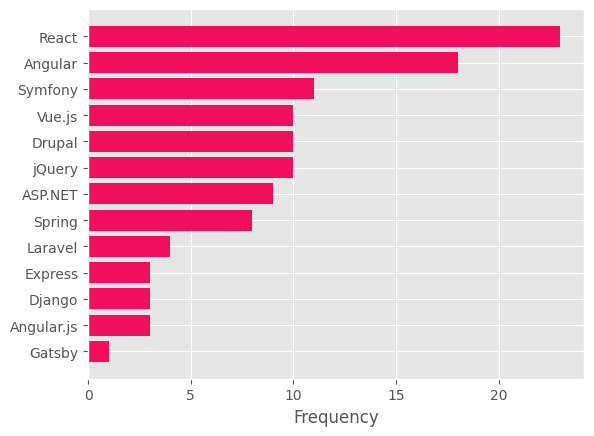 React
Angular
Symfony
Vue.js
Drupal
jQuery
ASP.NET
Spring
Laravel
Express
Django
Angular.js
Gatsby
0 5 10 15 20
Frequency